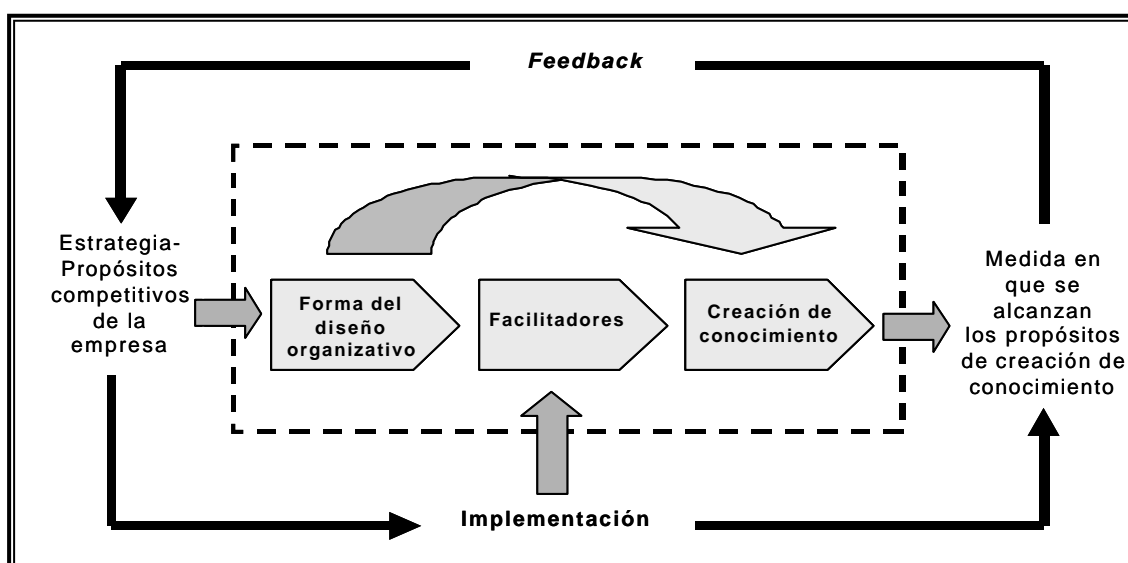 Feedback
Estrategia-
Propósitos
competitivos
de la
empresa
Forma del
diseño
organizativo
Facilitadores
Creación de
conocimiento
Medida en
que se
alcanzan
los propósitos
de creación de
conocimiento
Implementación